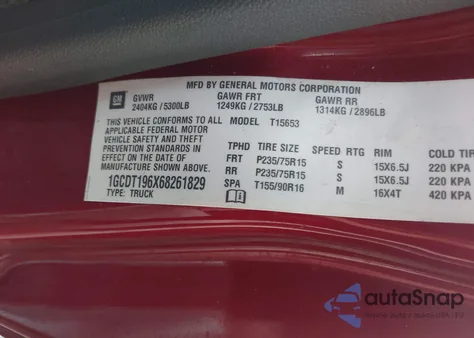 MFD BY GENERAL MOTORS CORPORATION
GM GVWR GAWR FRT GAWR RR
2404KG / 5300LB 1249KG / 2753LB 1314KG / 2896LB
THIS VEHICLE CONFORMS TO ALL T15653
APPLICABLE FEDERAL MOTOR
VEHICLE SAFETY AND THEFT
PREVENTION STANDARDS IN
EFFECT ON THE DATE
OF MANUFACTURE
SHOWN ABOVE.
1GCDT196X68261829
TYPE: TRUCK
TPHD TIRE SIZE SPEED RTG RIM COLD TI
FRT P235/75R15 S 15X6.5J 220 KPA
RR P235/75R15 S 15X6.5J 220 KPA
SPA T155/90R16 M 16X4T 420 KPA
autoSnap